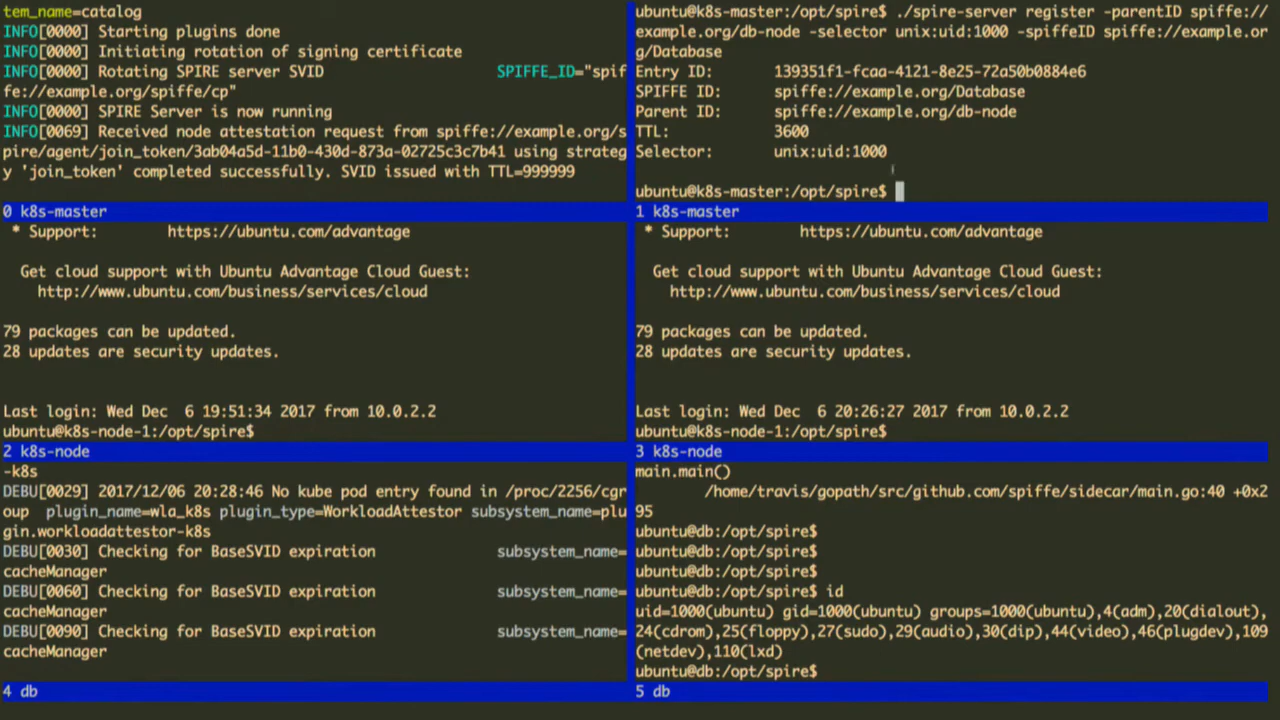 tem_name=catalog
INFO[0000] Starting plugins done
INFO[0000] Initiating rotation of signing certificate
INFO[0000] Rotating SPIRE server SVID SPIFFE_ID="spif
fe://example.org/spiffe/cp"
INFO[0000] SPIRE Server is now running
INFO[0069] Received node attestation request from spiffe://example.org/s
pire/agent/join_token/3ab04a5d-11b0-430d-873a-02725c3c7b41 using strateg
y 'join_token' completed successfully. SVID issued with TTL=999999
0 k8s-master
ubuntu@k8s-master:/opt/spire$ ./spire-server register -parentID spiffe://
example.org/db-node -selector unix:uid:1000 -spiffeID spiffe://example.or
g/Database
Entry ID: 139351f1-fcaa-4121-8e25-72a50b0884e6
SPIFFE ID: spiffe://example.org/Database
Parent ID: spiffe://example.org/db-node
TTL: 3600
Selector: unix:uid:1000
ubuntu@k8s-master:/opt/spire$
1 k8s-master
* Support: https://ubuntu.com/advantage
Get cloud support with Ubuntu Advantage Cloud Guest:
http://www.ubuntu.com/business/services/cloud
79 packages can be updated.
28 updates are security updates.
Last login: Wed Dec 6 19:51:34 2017 from 10.0.2.2
ubuntu@k8s-node-1:/opt/spire$
2 k8s-node
* Support: https://ubuntu.com/advantage
Get cloud support with Ubuntu Advantage Cloud Guest:
http://www.ubuntu.com/business/services/cloud
79 packages can be updated.
28 updates are security updates.
Last login: Wed Dec 6 20:26:27 2017 from 10.0.2.2
ubuntu@k8s-node-1:/opt/spire$
3 k8s-node
-k8s
DEBU[0029] 2017/12/06 20:28:46 No kube pod entry found in /proc/2256/cgr
oup plugin_name=wla_k8s plugin_type=WorkloadAttestor subsystem_name=plu
gin.workloadattestor-k8s
DEBU[0030] Checking for BaseSVID expiration subsystem_name=
cacheManager
DEBU[0060] Checking for BaseSVID expiration subsystem_name=
cacheManager
DEBU[0090] Checking for BaseSVID expiration subsystem_name=
cacheManager
4 db
main.main()
/home/travis/gopath/src/github.com/spiffe/sidecar/main.go:40 +0x2
95
ubuntu@db:/opt/spire$
ubuntu@db:/opt/spire$
ubuntu@db:/opt/spire$
ubuntu@db:/opt/spire$ id
uid=1000(ubuntu) gid=1000(ubuntu) groups=1000(ubuntu),4(adm),20(dialout),
24(cdrom),25(floppy),27(sudo),29(audio),30(dip),44(video),46(plugdev),109
(netdev),110(lxd)
ubuntu@db:/opt/spire$
5 db